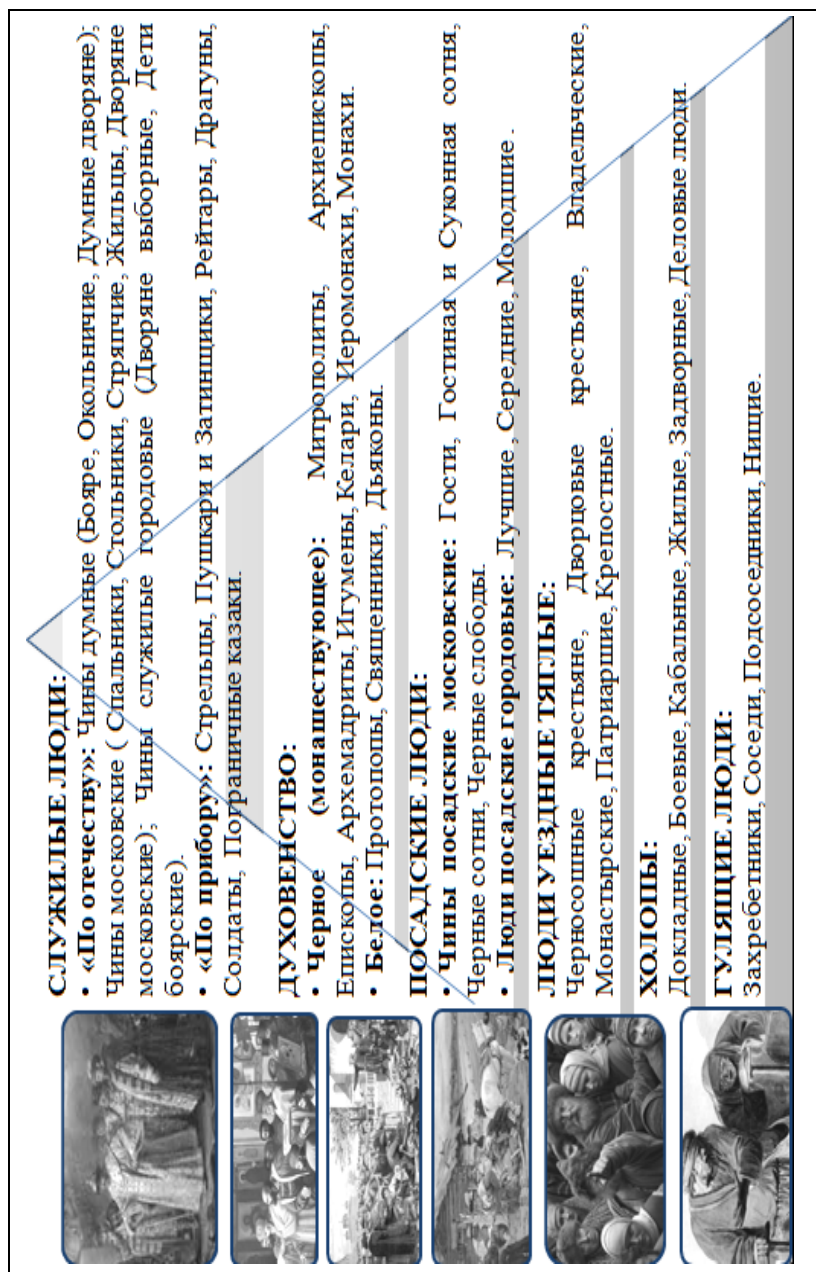 СЛУЖИЛЫЕ ЛЮДИ:
• «По отечеству»: Чины думные (Бояре, Окольничие, Думные дворяне);
Чины московские ( Спальники, Стольники, Стряпчие, Жильцы, Дворяне
московские); Чины служилые городовые (Дворяне выборные, Дети
боярские).
• «По прибору»: Стрельцы, Пушкари и Затинщики, Рейтары, Драгуны,
Солдаты, Пограничные казаки.
ДУХОВЕНСТВО:
• Черное (монашествующее): Митрополиты, Архиепископы,
Епископы, Архемадриты, Игумены, Келари, Иеромонахи, Монахи.
• Белое: Протопопы, Священники, Дьяконы.
ПОСАДСКИЕ ЛЮДИ:
• Чины посадские московские: Гости, Гостиная и Суконная сотня,
Черные сотни, Черные слободы.
• Люди посадские городовые: Лучшие, Середние, Молодшие .
ЛЮДИ УЕЗДНЫЕ ТЯГЛЫЕ:
Черносошные крестьяне, Дворцовые крестьяне, Владельческие,
Монастырские, Патриаршие, Крепостные.
ХОЛОПЫ:
Докладные, Боевые, Кабальные, Жилые, Задворные, Деловые люди.
ГУЛЯЩИЕ ЛЮДИ:
Захребетники, Соседи, Подсоседники, Нищие.